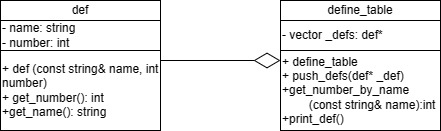 def
- name: string
- number: int
+ def (const string& name, int
number)
+ get_number(): int
+get_name(): string
define_table
- vector _defs: def*
+ define_table
+ push_defs(def* _def)
+get_number_by_name
(const string& name):int
+print_def()